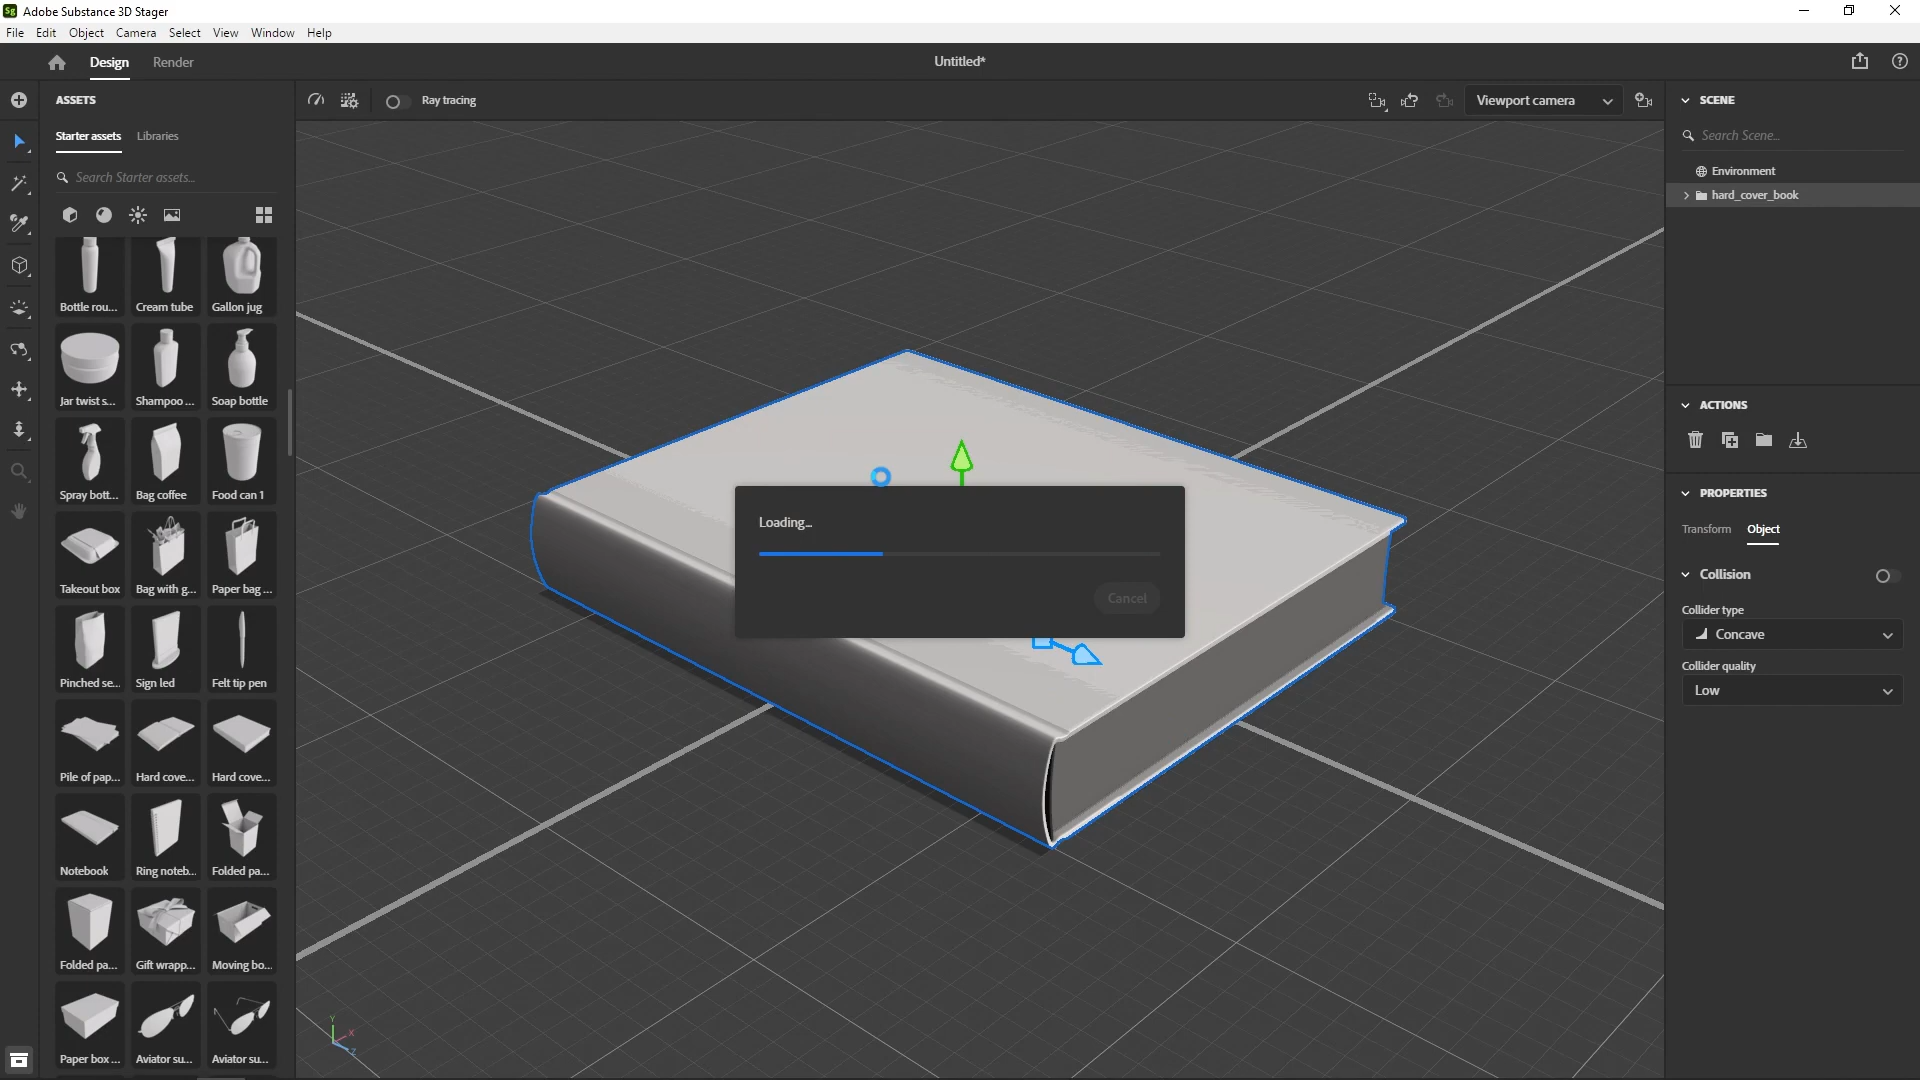 Adobe Substance 3D Stager
File Edit Object Camera Select View Window Help
Design Render
Untitled*
ASSETS
Ray tracing
Viewport camera
Starter assets Libraries
Search Starter assets...
Bottle rou... Cream tube Gallon jug
Jar twist s... Shampoo ... Soap bottle
Spray bott... Bag coffee Food can 1
Takeout box Bag with g... Paper bag ...
Pinched se... Sign led Felt tip pen
Pile of pap... Hard cove... Hard cove...
Notebook Ring noteb... Folded pa...
Folded pa... Gift wrapp... Moving bo...
Paper box ... Aviator su... Aviator su...
Loading...
Cancel
Y
X
Z
SCENE
Search Scene...
Environment
hard_cover_book
ACTIONS
PROPERTIES
Transform Object
Collision
Collider type
Concave
Collider quality
Low
Sg